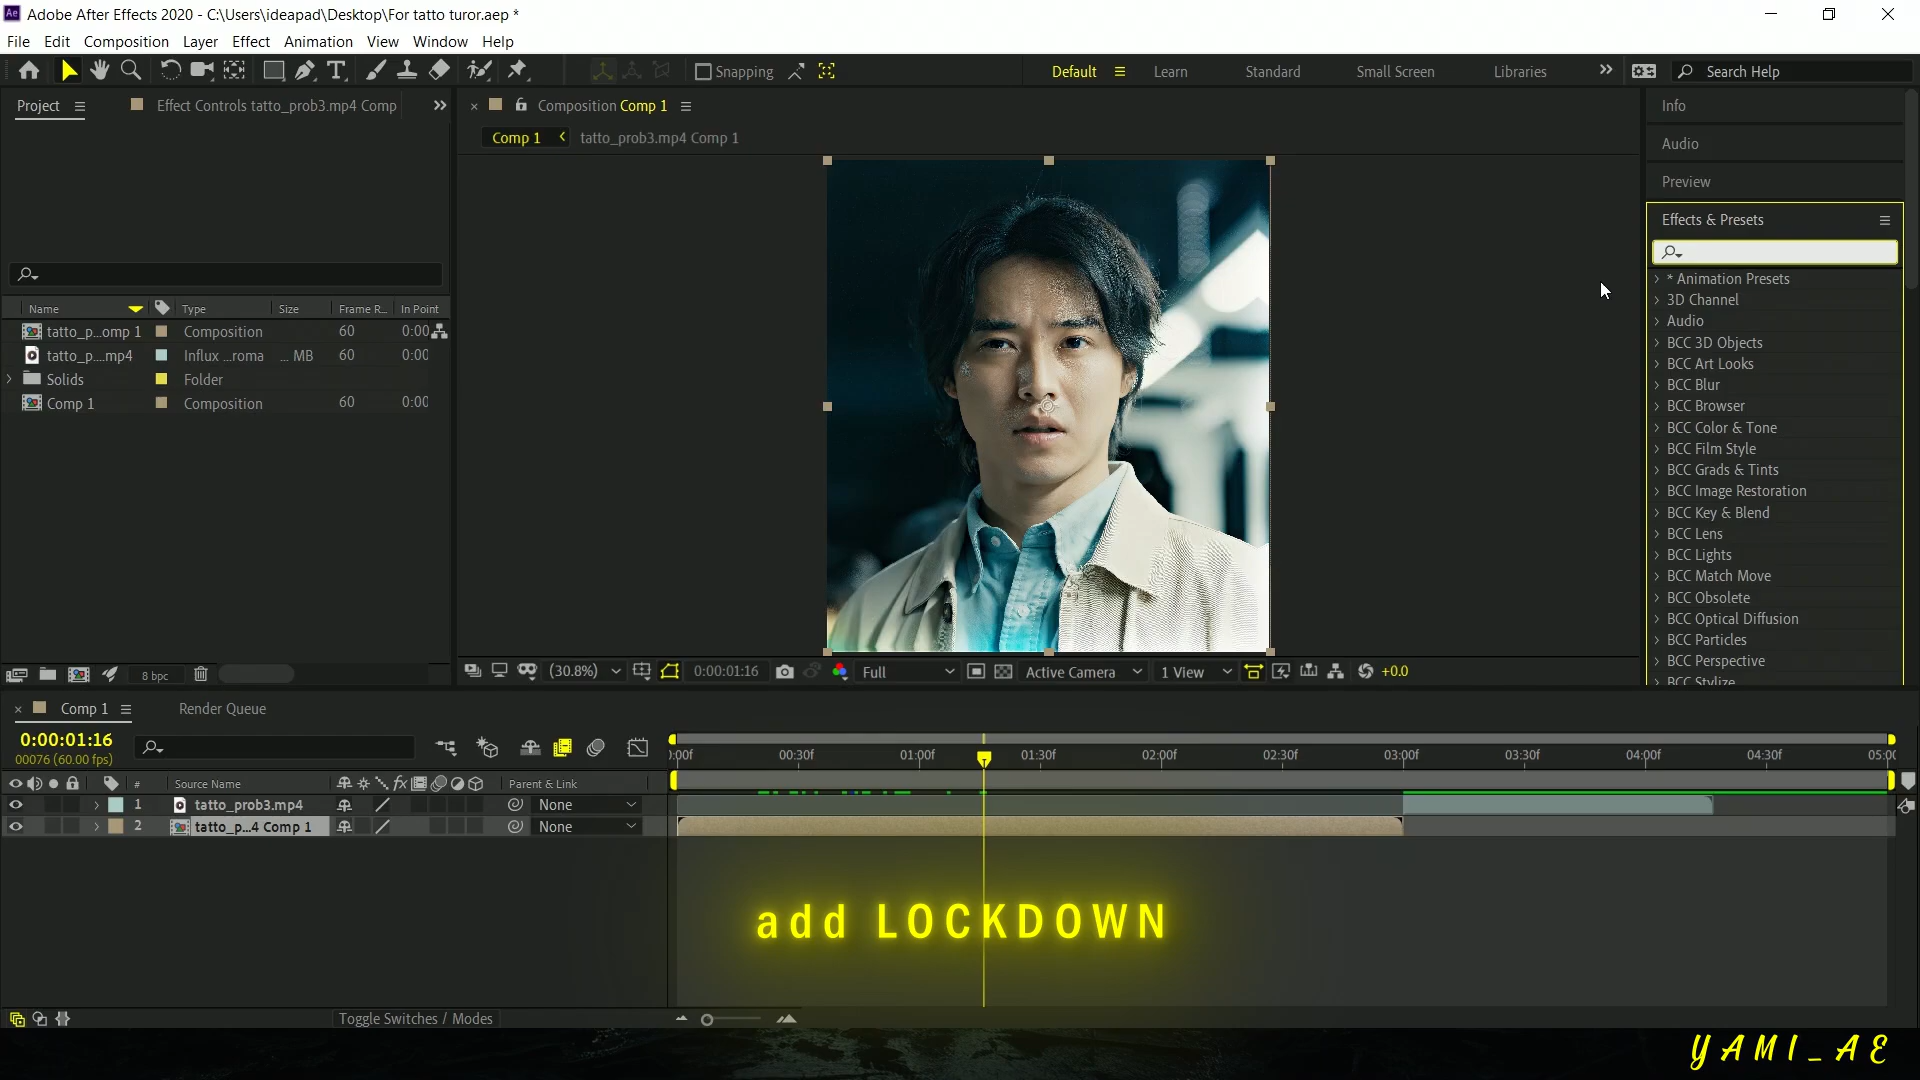 Adobe After Effects 2020 - C:\Users\ideapad\Desktop\For tatto turor.aep *
File Edit Composition Layer Effect Animation View Window Help
Snapping Default Learn Standard Small Screen Libraries Search Help
Project Effect Controls tatto_prob3.mp4 Comp
Composition Comp 1
Comp 1 tatto_prob3.mp4 Comp 1
Name Type Size Frame R... In Point
tatto_p...omp 1 Composition 60 0:00
tatto_p....mp4 Influx ...roma ... MB 60 0:00
Solids Folder
Comp 1 Composition 60 0:00
8 bpc
(30.8%) 0:00:01:16 Full Active Camera 1 View +0.0
Info
Audio
Preview
Effects & Presets
* Animation Presets
3D Channel
Audio
BCC 3D Objects
BCC Art Looks
BCC Blur
BCC Browser
BCC Color & Tone
BCC Film Style
BCC Grads & Tints
BCC Image Restoration
BCC Key & Blend
BCC Lens
BCC Lights
BCC Match Move
BCC Obsolete
BCC Optical Diffusion
BCC Particles
BCC Perspective
BCC Stylize
Comp 1 Render Queue
0:00:01:16
00076 (60.00 fps)
):00f 00:30f 01:00f 01:30f 02:00f 02:30f 03:00f 03:30f 04:00f 04:30f 05:00
# Source Name fx Parent & Link
1 tatto_prob3.mp4 None
2 tatto_p...4 Comp 1 None
add LOCKDOWN
Toggle Switches / Modes
YAMI_AE